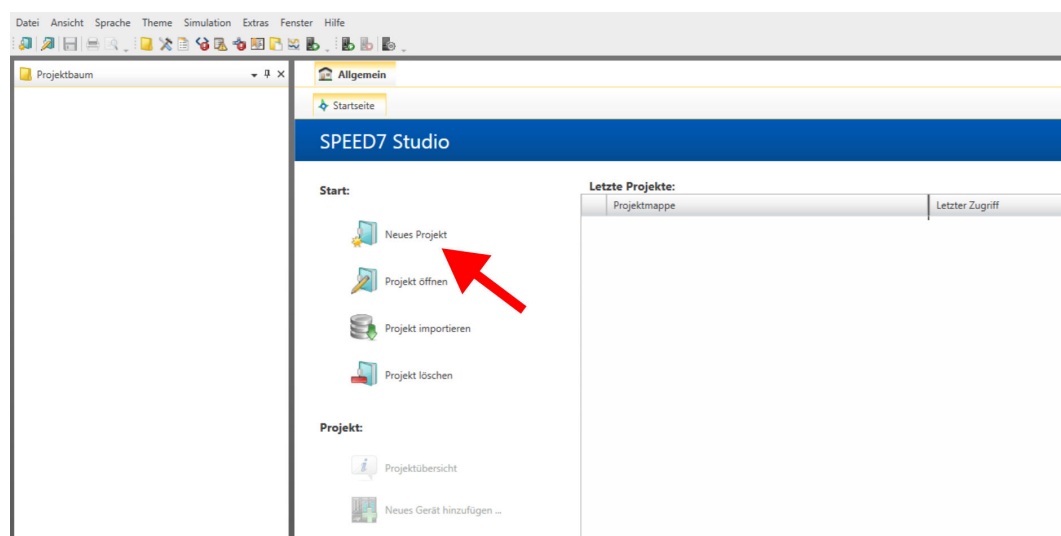 Datei Ansicht Sprache Theme Simulation Extras Fenster Hilfe
Projektbaum
Allgemein
Startseite
SPEED7 Studio
Start:
Neues Projekt
Projekt öffnen
Projekt importieren
Projekt löschen
Projekt:
Projektübersicht
Neues Gerät hinzufügen ...
Letzte Projekte:
Projektmappe Letzter Zugriff